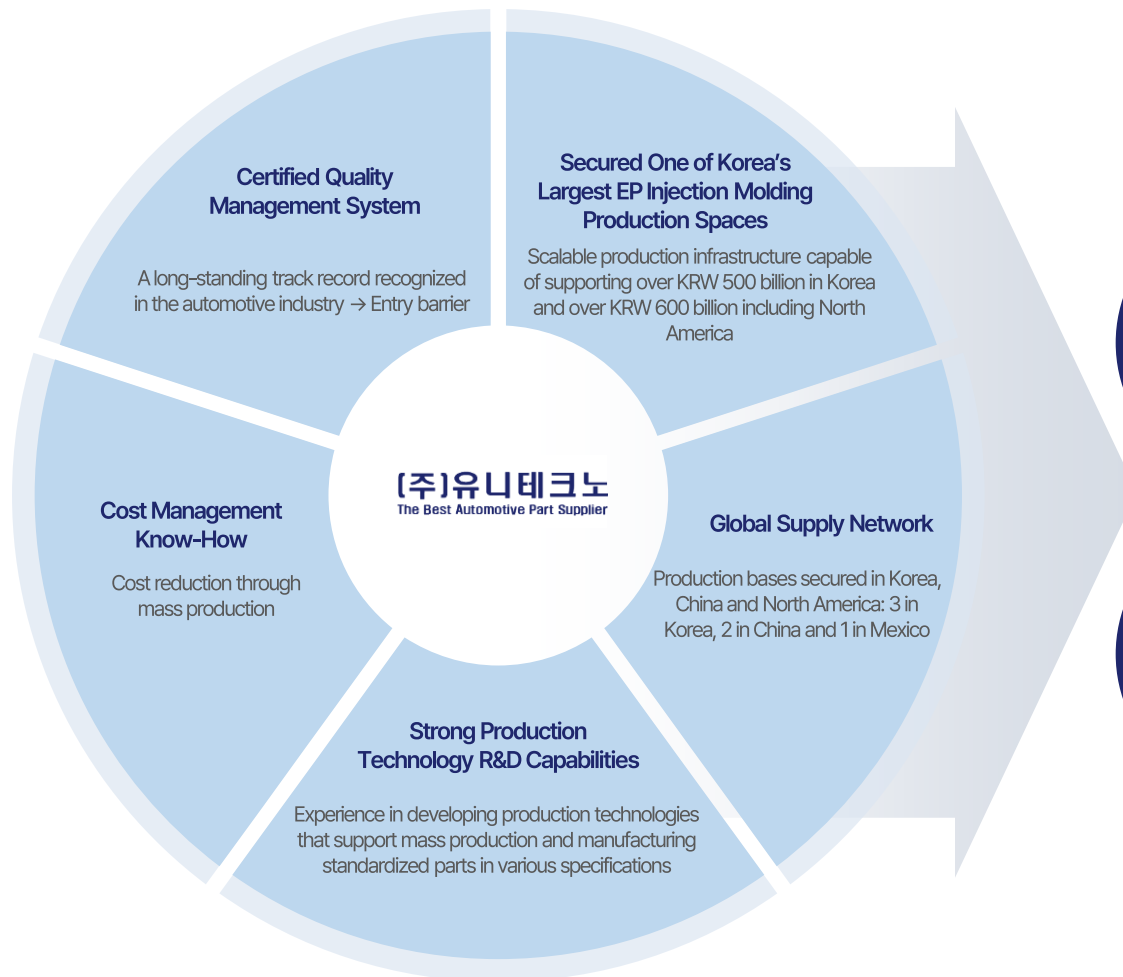 Certified Quality
Management System
A long-standing track record recognized
in the automotive industry → Entry barrier
Secured One of Korea's
Largest EP Injection Molding
Production Spaces
Scalable production infrastructure capable
of supporting over KRW 500 billion in Korea
and over KRW 600 billion including North
America
Cost Management
Know-How
Cost reduction through
mass production
(주)유니테크노
The Best Automotive Part Supplier
Global Supply Network
Production bases secured in Korea,
China and North America: 3 in
Korea, 2 in China and 1 in Mexico
Strong Production
Technology R&D Capabilities
Experience in developing production technologies
that support mass production and manufacturing
standardized parts in various specifications